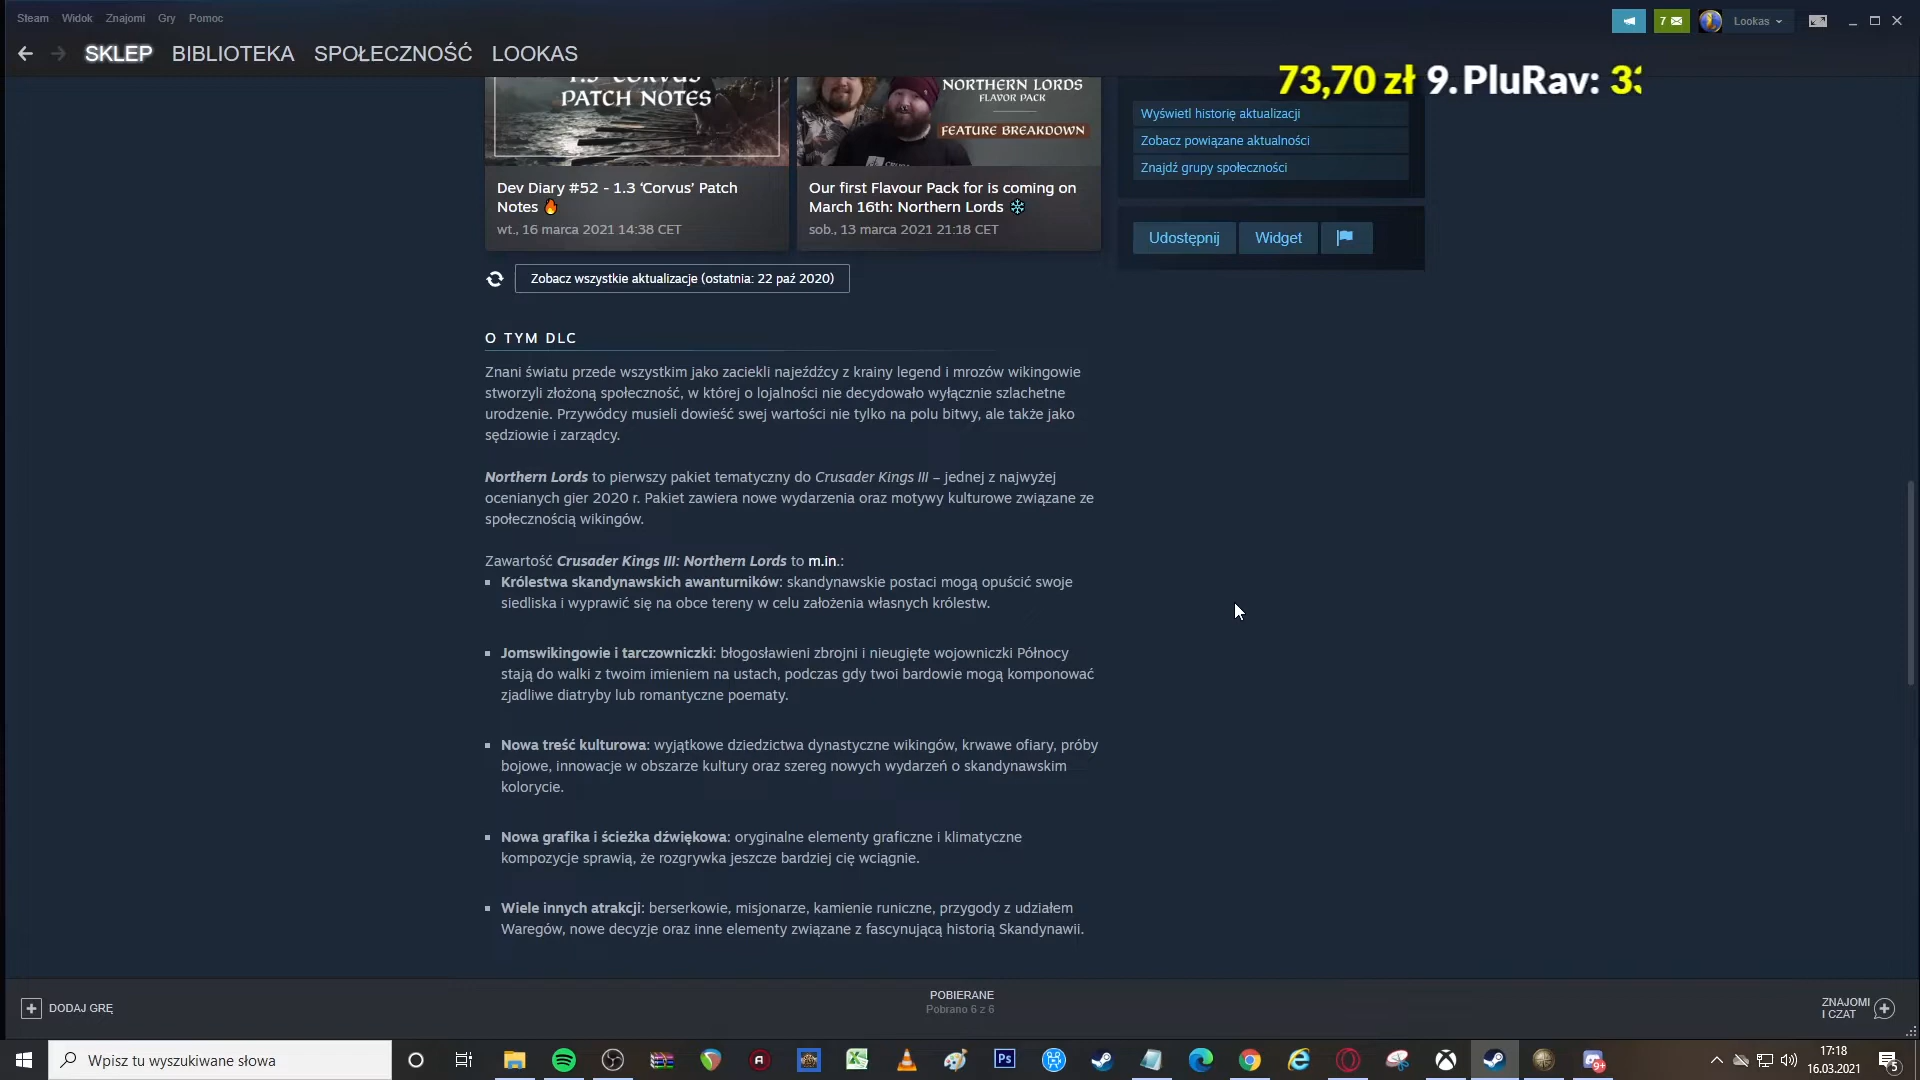 Steam Widok Znajomi Gry Pomoc
7
Lookas
SKLEP BIBLIOTEKA SPOŁECZNOŚĆ LOOKAS
73,70 zł 9. PluRav:
1.3 'CORVUS'
PATCH NOTES
NORTHERN LORDS
FLAVOR PACK
FEATURE BREAKDOWN
Dev Diary #52 - 1.3 ‘Corvus’ Patch
Notes 🔥
wt., 16 marca 2021 14:38 CET
Our first Flavour Pack for is coming on
March 16th: Northern Lords ❄
sob., 13 marca 2021 21:18 CET
Zobacz wszystkie aktualizacje (ostatnia: 22 paź 2020)
Wyświetl historię aktualizacji
Zobacz powiązane aktualności
Znajdź grupy społeczności
Udostępnij Widget
O TYM DLC
Znani światu przede wszystkim jako zaciekli najeźdźcy z krainy legend i mrozów wikingowie
stworzyli złożoną społeczność, w której o lojalności nie decydowało wyłącznie szlachetne
urodzenie. Przywódcy musieli dowieść swej wartości nie tylko na polu bitwy, ale także jako
sędziowie i zarządcy.
Northern Lords to pierwszy pakiet tematyczny do Crusader Kings III – jednej z najwyżej
ocenianych gier 2020 r. Pakiet zawiera nowe wydarzenia oraz motywy kulturowe związane ze
społecznością wikingów.
Zawartość Crusader Kings III: Northern Lords to m.in.:
Królestwa skandynawskich awanturników: skandynawskie postaci mogą opuścić swoje
siedliska i wyprawić się na obce tereny w celu założenia własnych królestw.
Jomswikingowie i tarczowniczki: błogosławieni zbrojni i nieugięte wojowniczki Północy
stają do walki z twoim imieniem na ustach, podczas gdy twoi bardowie mogą komponować
zjadliwe diatryby lub romantyczne poematy.
Nowa treść kulturowa: wyjątkowe dziedzictwa dynastyczne wikingów, krwawe ofiary, próby
bojowe, innowacje w obszarze kultury oraz szereg nowych wydarzeń o skandynawskim
kolorycie.
Nowa grafika i ścieżka dźwiękowa: oryginalne elementy graficzne i klimatyczne
kompozycje sprawią, że rozgrywka jeszcze bardziej cię wciągnie.
Wiele innych atrakcji: berserkowie, misjonarze, kamienie runiczne, przygody z udziałem
Waregów, nowe decyzje oraz inne elementy związane z fascynującą historią Skandynawii.
DODAJ GRĘ
POBIERANE
Pobrano 6 z 6
ZNAJOMI
I CZAT
Wpisz tu wyszukiwane słowa
Ps
9+
17:18
16.03.2021
5